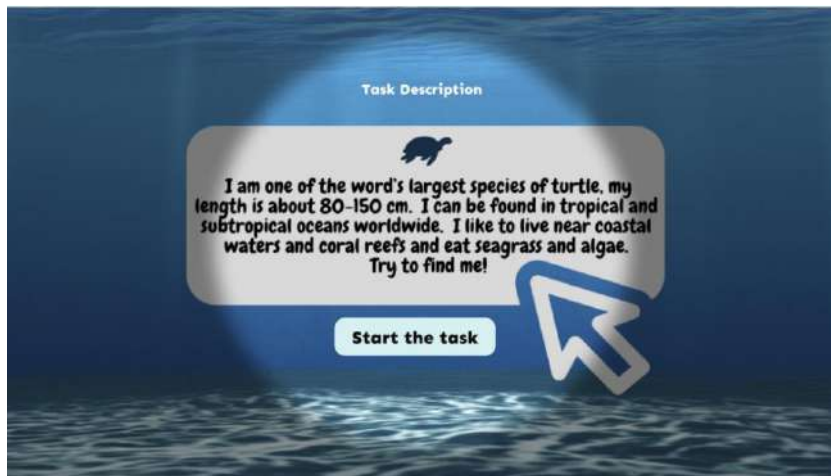 Task Description
I am one of the word's largest species of turtle, my
length is about 80-150 cm. I can be found in tropical and
subtropical oceans worldwide. I like to live near coastal
waters and coral reefs and eat seagrass and algae.
Try to find me!
Start the task